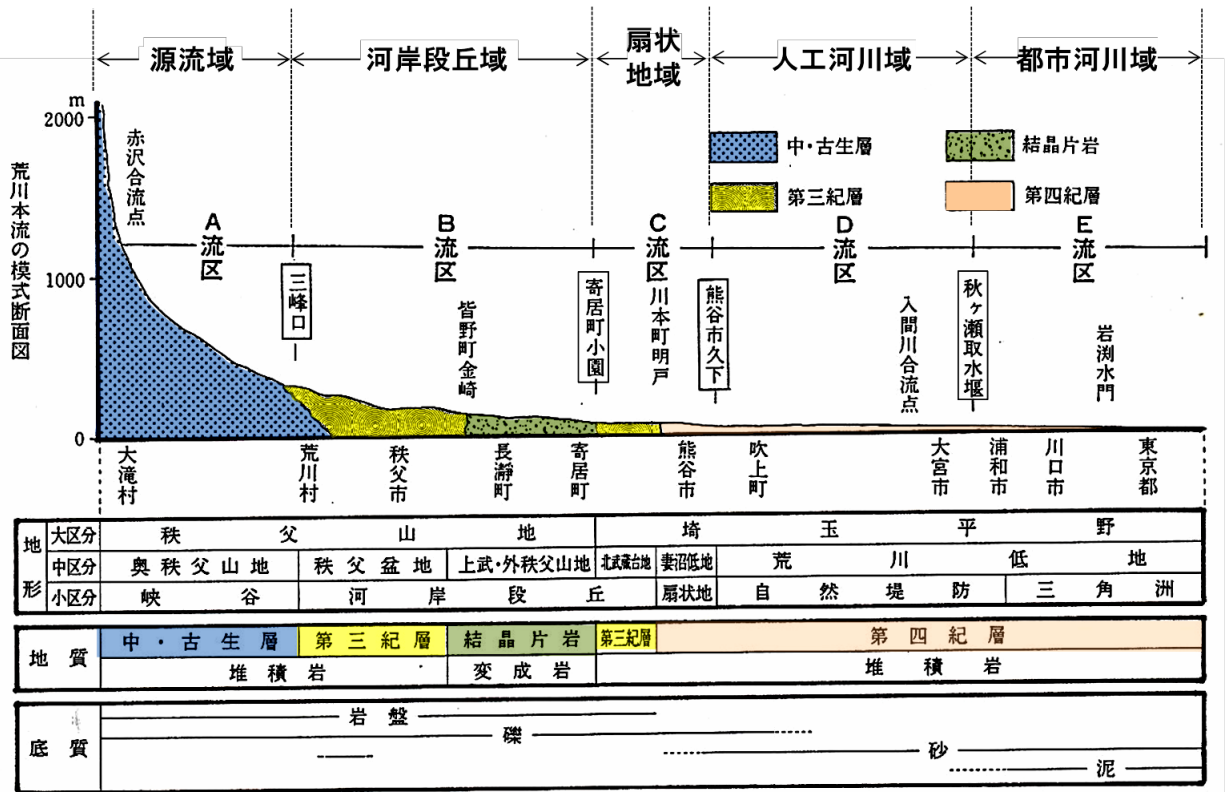 源流域
河岸段丘域
扇状地域
人工河川域
都市河川域
m
2000
1000
0
荒川本流の模式断面図
中・古生層
結晶片岩
第三紀層
第四紀層
A流区
B流区
C流区
D流区
E流区
赤沢合流点
三峰口
皆野町金崎
寄居町小園
川本町明戸
熊谷市久下
入間川合流点
秋ヶ瀬取水堰
岩渕水門
大滝村
荒川村
秩父市
長瀞町
寄居町
熊谷市
吹上町
大宮市
浦和市
川口市
東京都
地形
大区分 秩父山地 埼玉平野
中区分 奥秩父山地 秩父盆地 上武・外秩父山地 北武蔵台地 妻沼低地 荒川低地
小区分 峡谷 河岸段丘 扇状地 自然堤防 三角洲
地質
中・古生層 第三紀層 結晶片岩 第三紀層 第四紀層
堆積岩 変成岩 堆積岩
底質
岩盤
礫
砂
泥